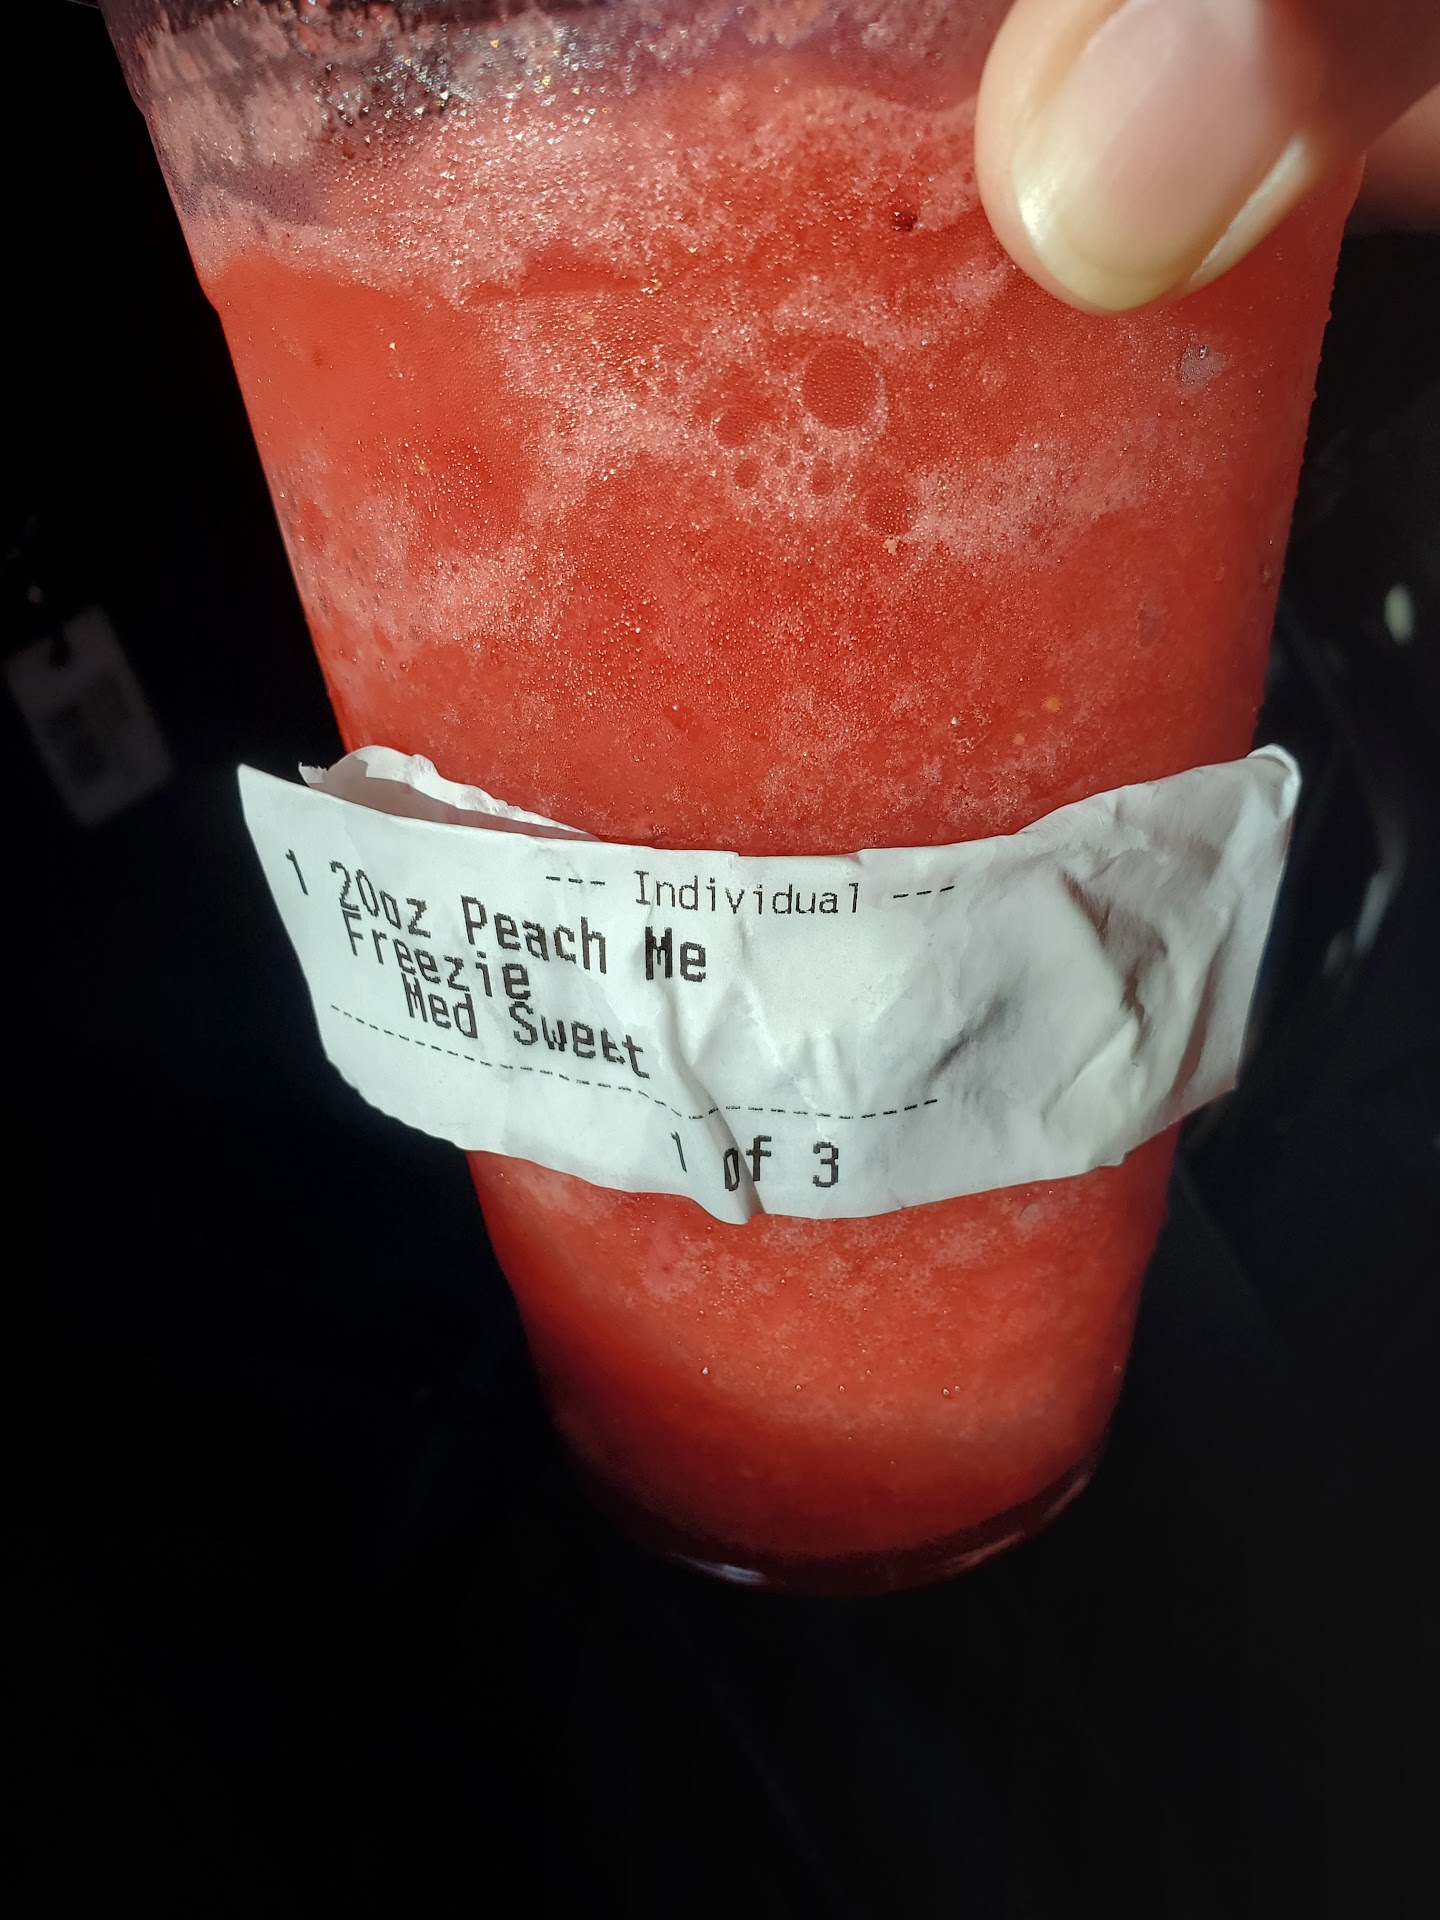 --- Individual ---
1 20oz Peach Me
Freezie
Med Sweet
1 of 3